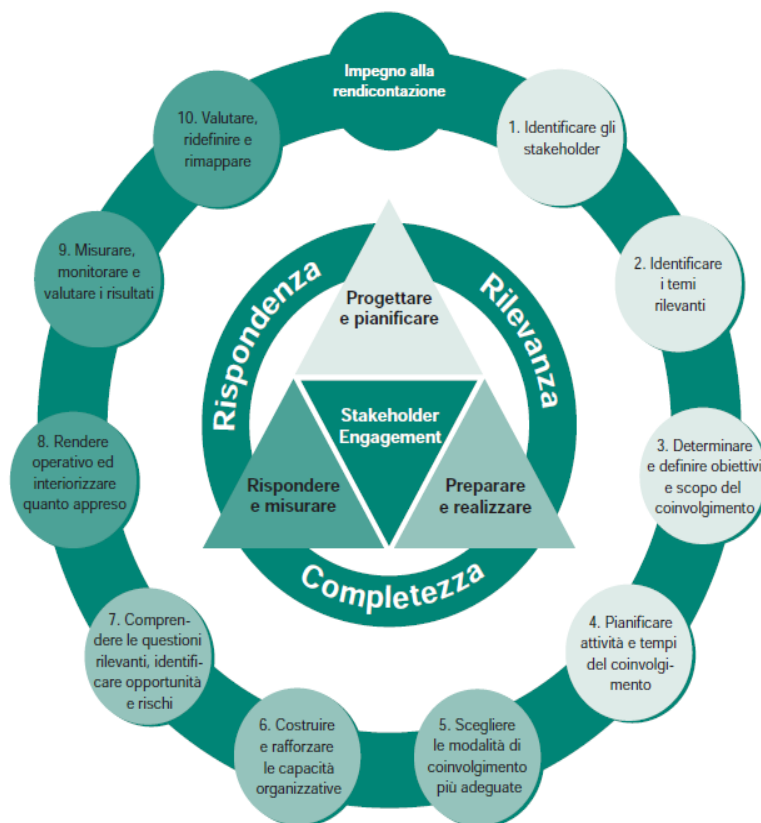 Impegno alla
rendicontazione
1. Identificare gli
stakeholder
2. Identificare
i temi
rilevanti
3. Determinare
e definire obiettivi
e scopo del
coinvolgimento
4. Pianificare
attività e tempi
del coinvolgi-
mento
5. Scegliere
le modalità di
coinvolgimento
più adeguate
6. Costruire
e rafforzare
le capacità
organizzative
7. Compren-
dere le questioni
rilevanti, identifi-
care opportunità
e rischi
8. Rendere
operativo ed
interiorizzare
quanto appreso
9. Misurare,
monitorare e
valutare i risultati
10. Valutare,
ridefinire e
rimappare
Rispondenza
Rilevanza
Completezza
Progettare
e pianificare
Stakeholder
Engagement
Rispondere
e misurare
Preparare
e realizzare